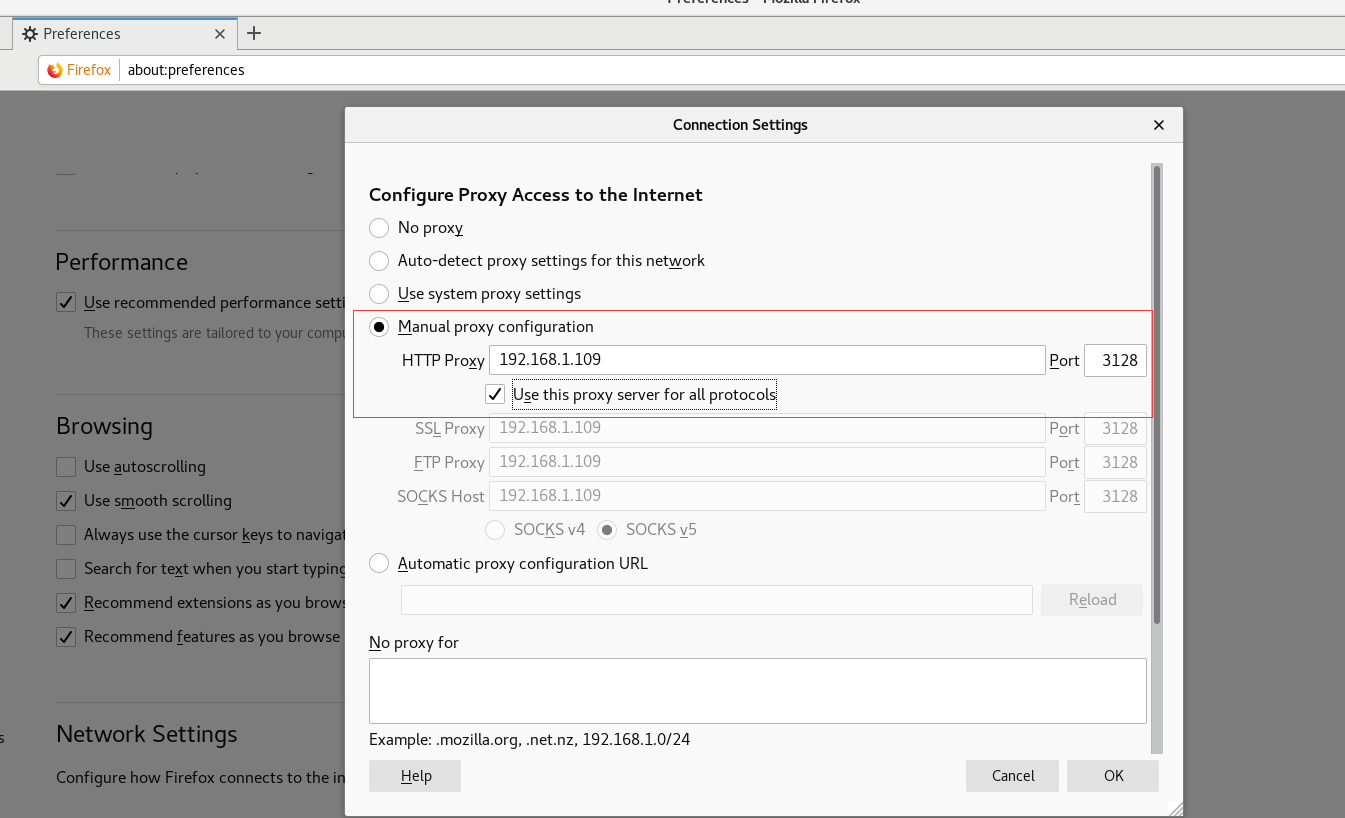 Preferences - Mozilla Firefox
Preferences
Firefox about:preferences
Connection Settings
Configure Proxy Access to the Internet
No proxy
Auto-detect proxy settings for this network
Use system proxy settings
Manual proxy configuration
HTTP Proxy 192.168.1.109 Port 3128
Use this proxy server for all protocols
SSL Proxy 192.168.1.109 Port 3128
FTP Proxy 192.168.1.109 Port 3128
SOCKS Host 192.168.1.109 Port 3128
SOCKS v4 SOCKS v5
Automatic proxy configuration URL
Reload
No proxy for
Example: .mozilla.org, .net.nz, 192.168.1.0/24
Help Cancel OK
Performance
Use recommended performance setti
These settings are tailored to your compu
Browsing
Use autoscrolling
Use smooth scrolling
Always use the cursor keys to navigat
Search for text when you start typing
Recommend extensions as you brows
Recommend features as you browse
Network Settings
Configure how Firefox connects to the in
s